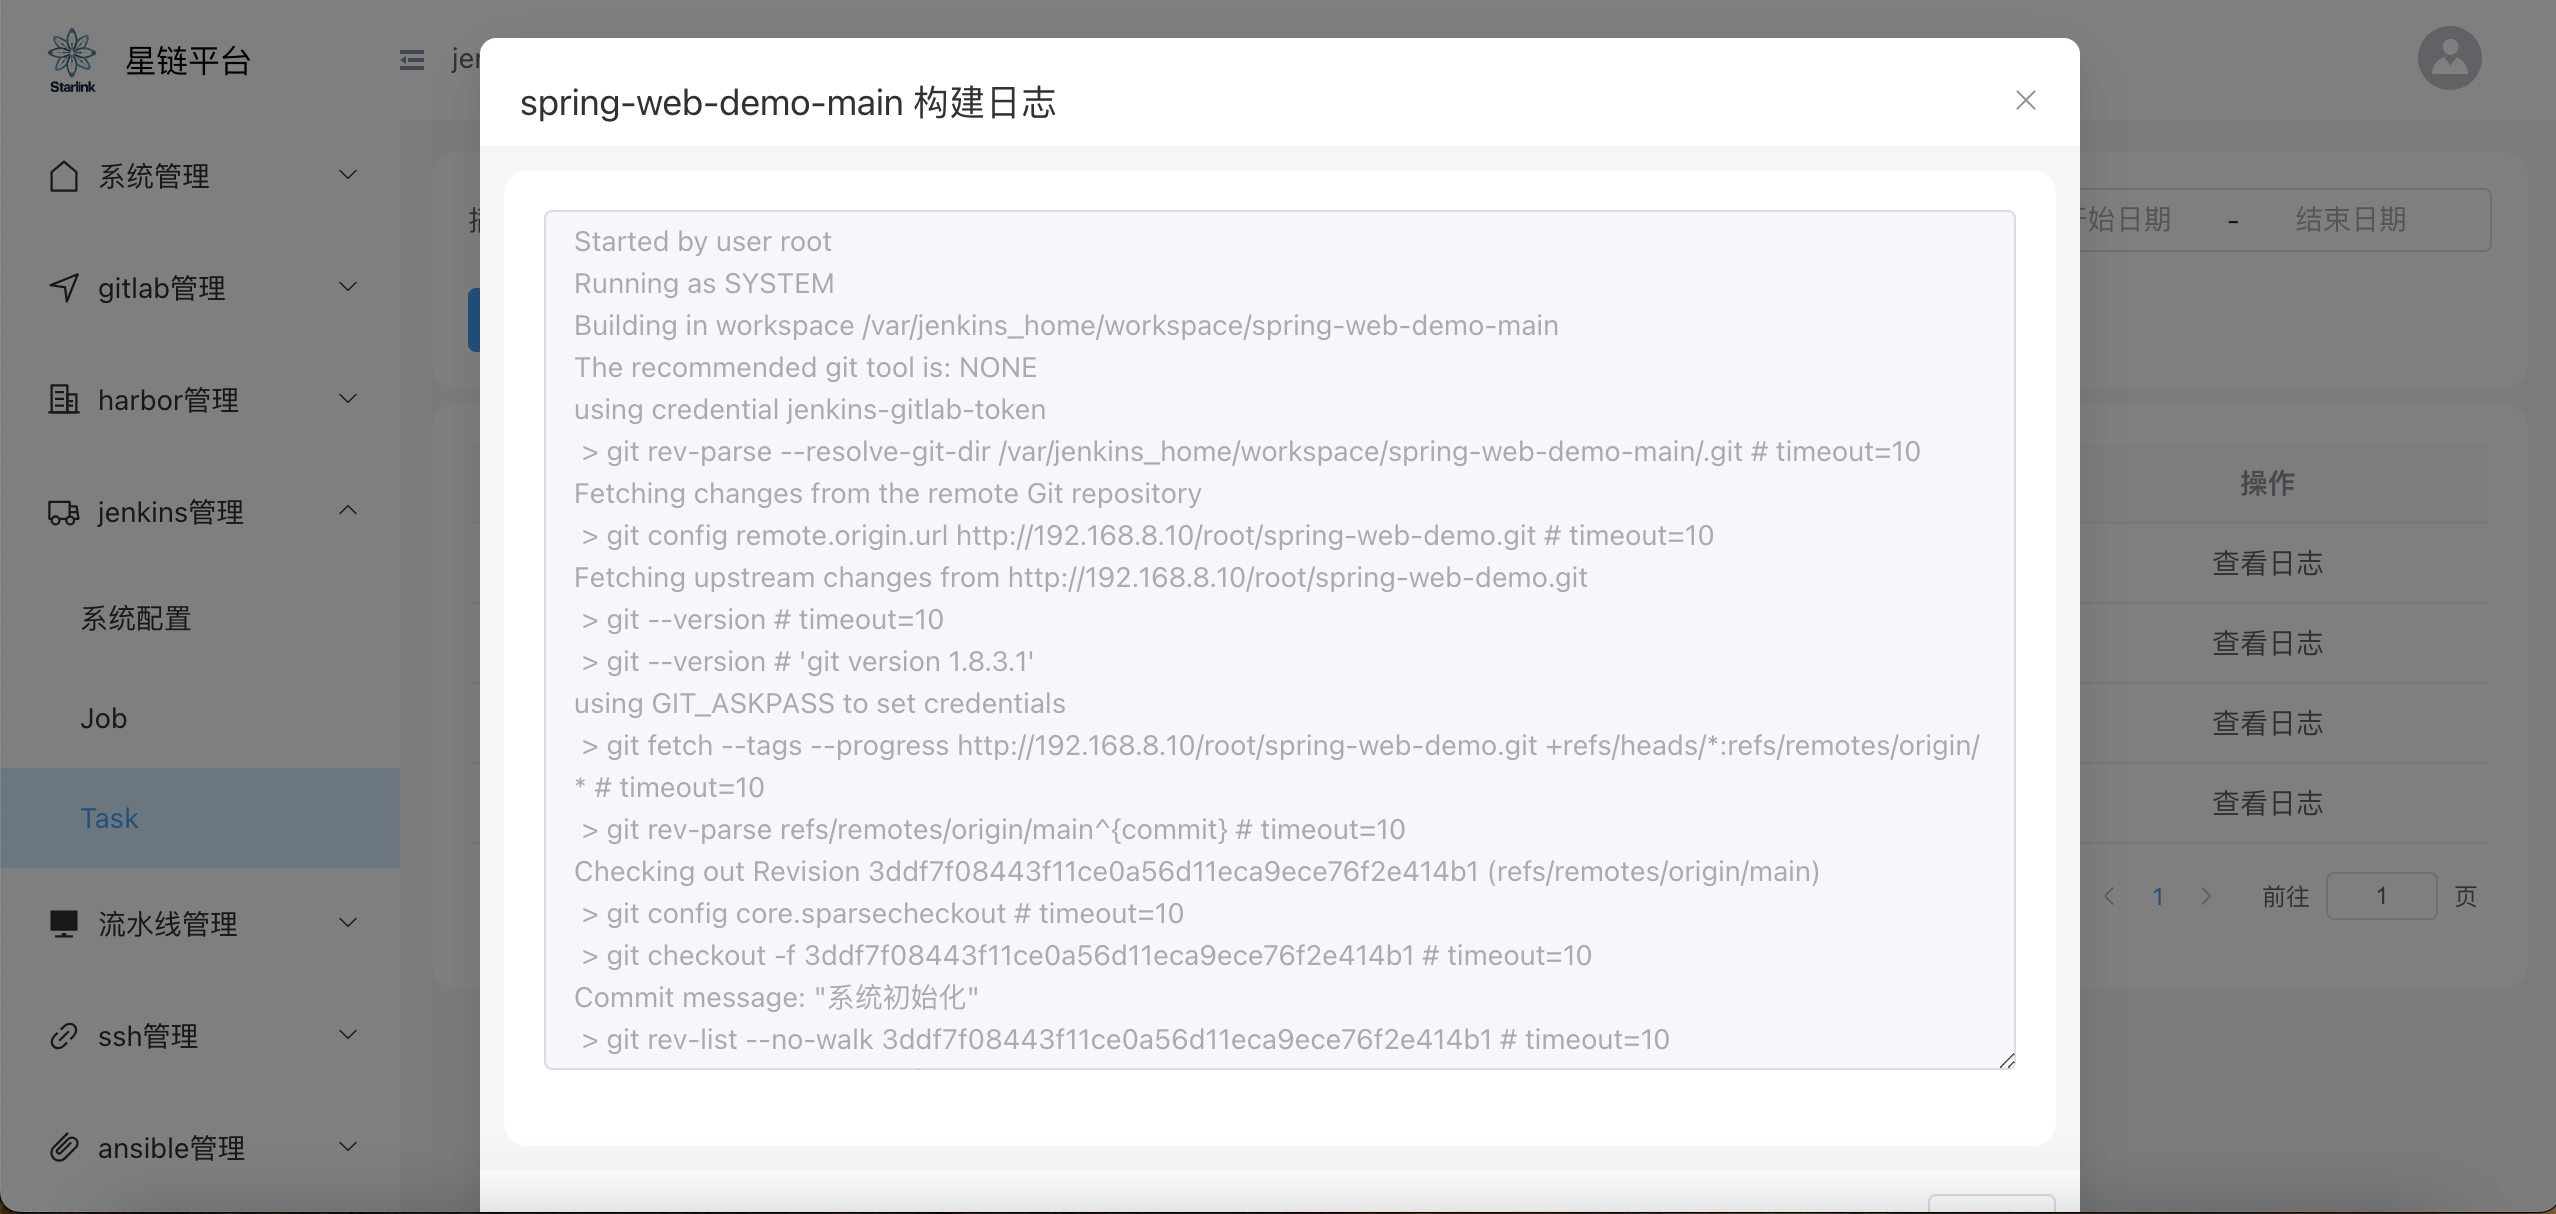 Starlink
星链平台
系统管理
gitlab管理
harbor管理
jenkins管理
系统配置
Job
Task
流水线管理
ssh管理
ansible管理
spring-web-demo-main 构建日志
Started by user root
Running as SYSTEM
Building in workspace /var/jenkins_home/workspace/spring-web-demo-main
The recommended git tool is: NONE
using credential jenkins-gitlab-token
> git rev-parse --resolve-git-dir /var/jenkins_home/workspace/spring-web-demo-main/.git # timeout=10
Fetching changes from the remote Git repository
> git config remote.origin.url http://192.168.8.10/root/spring-web-demo.git # timeout=10
Fetching upstream changes from http://192.168.8.10/root/spring-web-demo.git
> git --version # timeout=10
> git --version # 'git version 1.8.3.1'
using GIT_ASKPASS to set credentials
> git fetch --tags --progress http://192.168.8.10/root/spring-web-demo.git +refs/heads/*:refs/remotes/origin/
* # timeout=10
> git rev-parse refs/remotes/origin/main^{commit} # timeout=10
Checking out Revision 3ddf7f08443f11ce0a56d11eca9ece76f2e414b1 (refs/remotes/origin/main)
> git config core.sparsecheckout # timeout=10
> git checkout -f 3ddf7f08443f11ce0a56d11eca9ece76f2e414b1 # timeout=10
Commit message: "系统初始化"
> git rev-list --no-walk 3ddf7f08443f11ce0a56d11eca9ece76f2e414b1 # timeout=10
始日期 - 结束日期
操作
查看日志
查看日志
查看日志
查看日志
1 前往 1 页